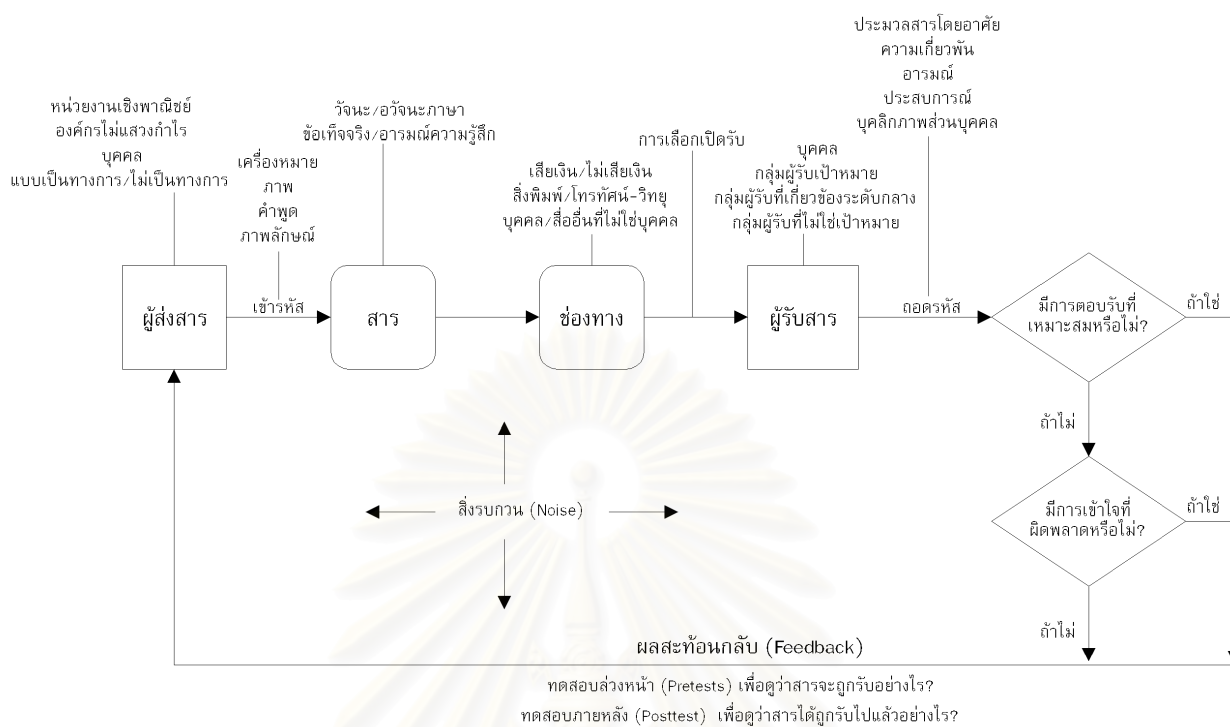 ประมวลสารโดยอาศัย
ความเกี่ยวพัน
อารมณ์
ประสบการณ์
บุคลิกภาพส่วนบุคคล
หน่วยงานเชิงพาณิชย์
องค์กรไม่แสวงกำไร
บุคคล
แบบเป็นทางการ/ไม่เป็นทางการ
เครื่องหมาย
ภาพ
คำพูด
ภาพลักษณ์
วัจนะ/อวัจนะภาษา
ข้อเท็จจริง/อารมณ์ความรู้สึก
เสียเงิน/ไม่เสียเงิน
สิ่งพิมพ์/โทรทัศน์-วิทยุ
บุคคล/สื่ออื่นที่ไม่ใช่บุคคล
การเลือกเปิดรับ
บุคคล
กลุ่มผู้รับเป้าหมาย
กลุ่มผู้รับที่เกี่ยวข้องระดับกลาง
กลุ่มผู้รับที่ไม่ใช่เป้าหมาย
ผู้ส่งสาร
เข้ารหัส
สาร
ช่องทาง
ผู้รับสาร
ถอดรหัส
มีการตอบรับที่
เหมาะสมหรือไม่?
ถ้าใช่
ถ้าไม่
สิ่งรบกวน (Noise)
มีการเข้าใจที่
ผิดพลาดหรือไม่?
ถ้าใช่
ถ้าไม่
ผลสะท้อนกลับ (Feedback)
ทดสอบล่วงหน้า (Pretests) เพื่อดูว่าสารจะถูกรับอย่างไร?
ทดสอบภายหลัง (Posttest) เพื่อดูว่าสารได้ถูกรับไปแล้วอย่างไร?